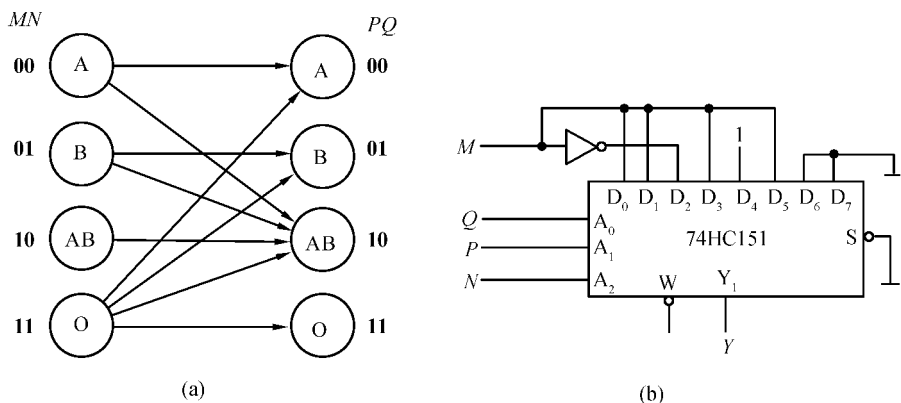 MN
PQ
00 A A 00
01 B B 01
10 AB AB 10
11 O O 11
(a)
M
1
D0 D1 D2 D3 D4 D5 D6 D7
Q A0
74HC151
S
P A1
N A2
W Y1
Y
(b)